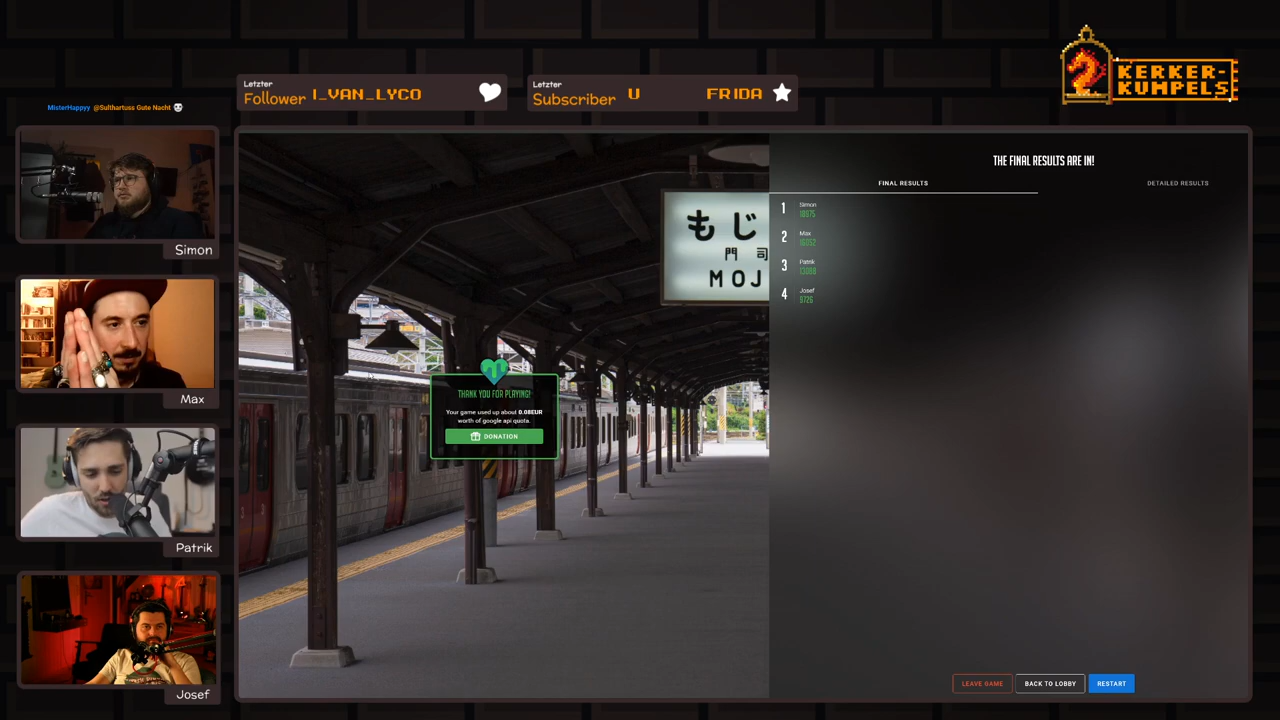 Letzter
Follower I_VAN_LYCO
Letzter
Subscriber U FRIDA
KERKER-
KUMPELS
MisterHappyy @Sulthartuss Gute Nacht
Simon
Max
Patrik
Josef
もじ
門 司
MOJ
THANK YOU FOR PLAYING!
Your game used up about 0.08EUR
worth of google api quota.
DONATION
THE FINAL RESULTS ARE IN!
FINAL RESULTS
DETAILED RESULTS
1 Simon
2 Max
3 Patrik
4 Josef
9726
LEAVE GAME
BACK TO LOBBY
RESTART